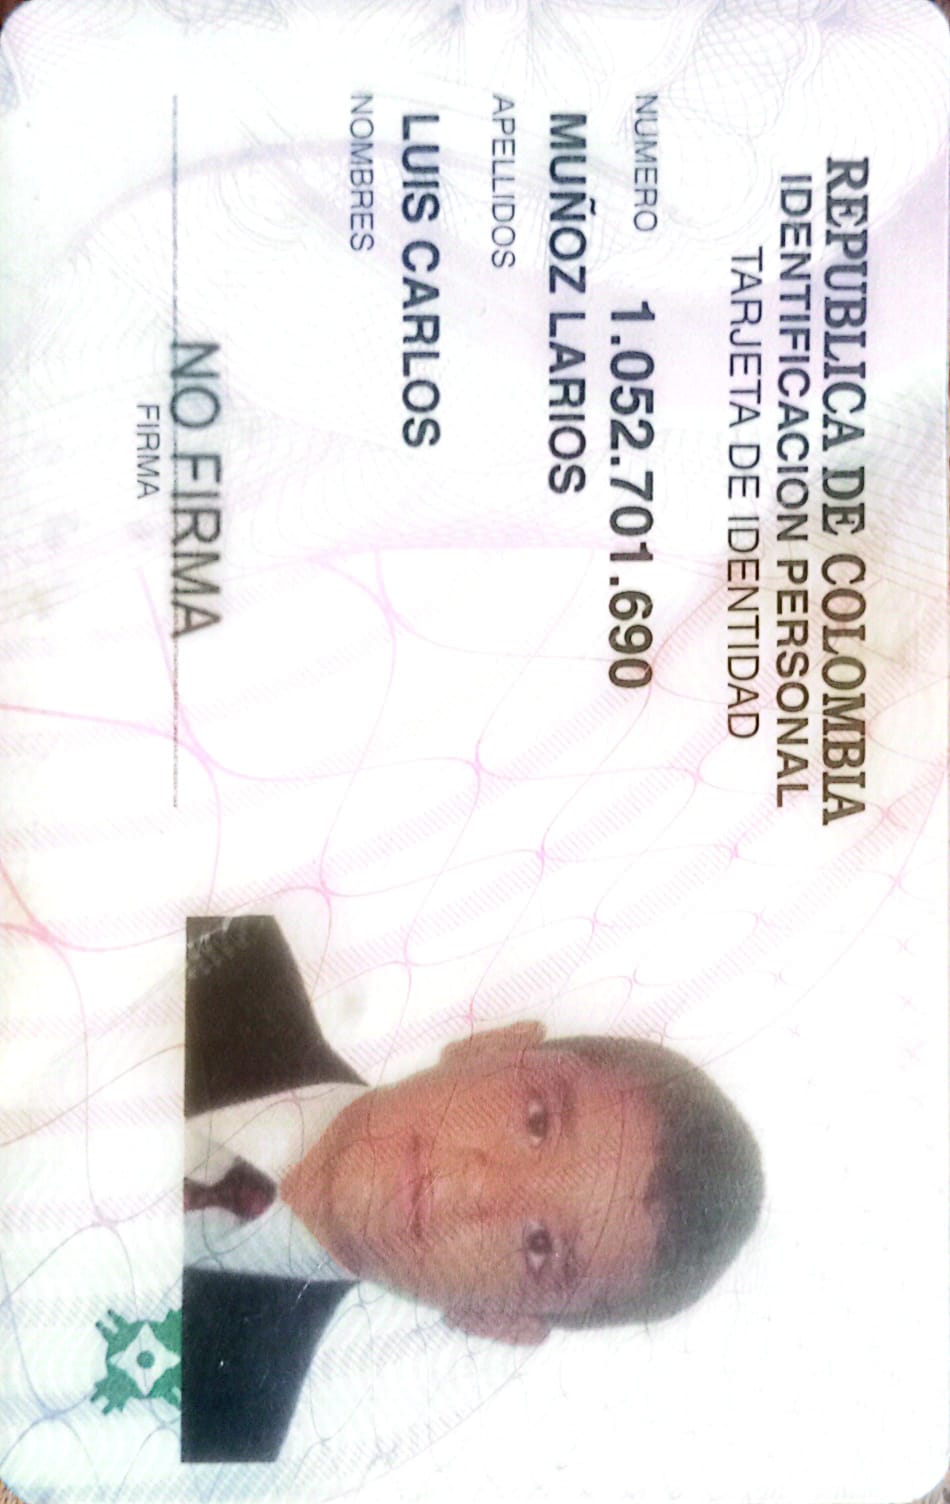 REPUBLICA DE COLOMBIA
IDENTIFICACION PERSONAL
TARJETA DE IDENTIDAD
NUMERO 1.052.701.690
MUÑOZ LARIOS
APELLIDOS
LUIS CARLOS
NOMBRES
NO FIRMA
FIRMA